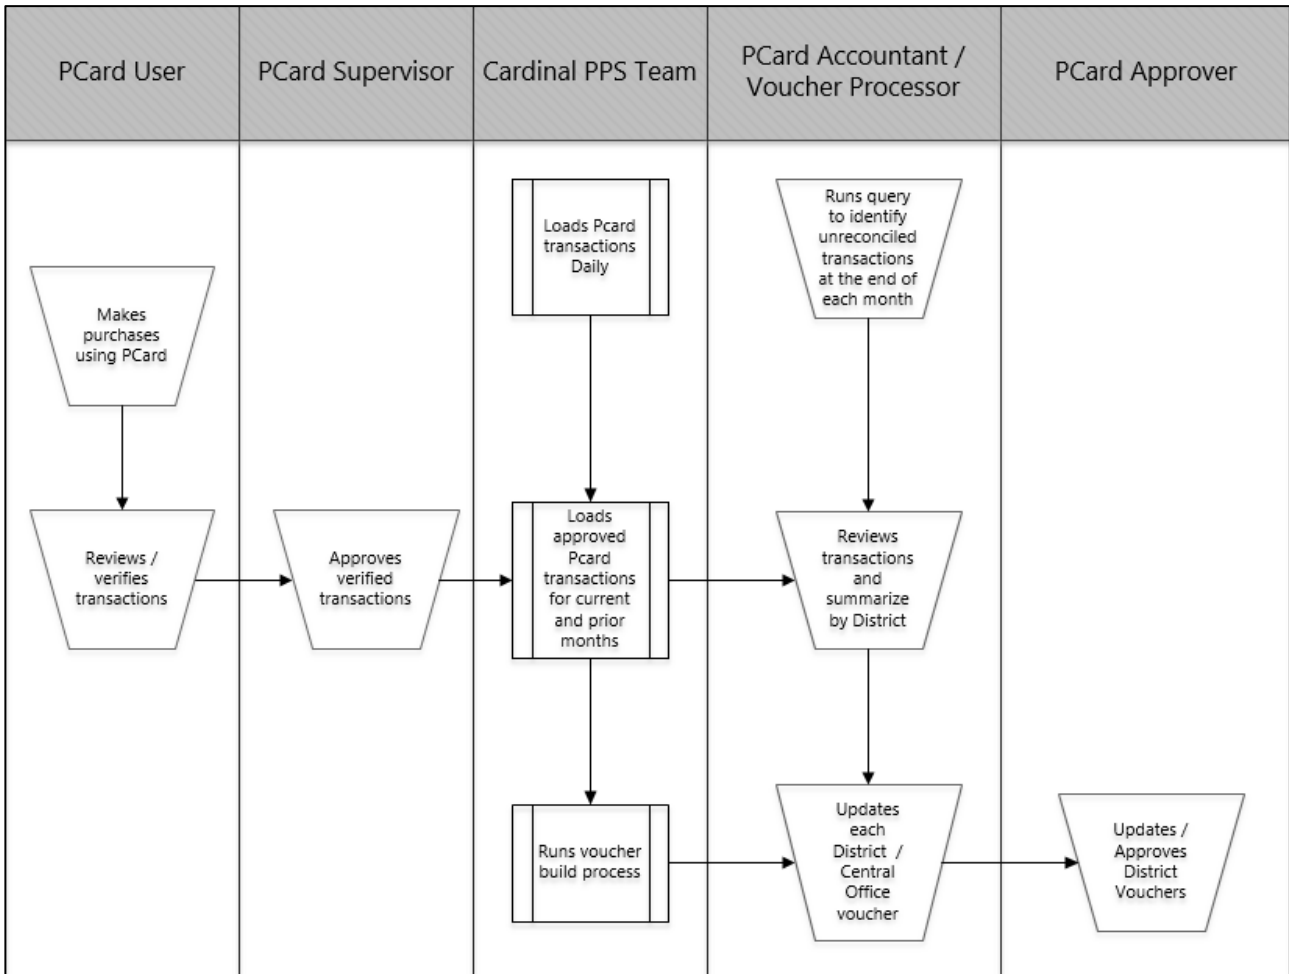 PCard User
PCard Supervisor
Cardinal PPS Team
PCard Accountant /
Voucher Processor
PCard Approver
Makes
purchases
using PCard
Reviews /
verifies
transactions
Approves
verified
transactions
Loads Pcard
transactions
Daily
Loads
approved
Pcard
transactions
for current
and prior
months
Runs voucher
build process
Runs query
to identify
unreconciled
transactions
at the end of
each month
Reviews
transactions
and
summarize
by District
Updates
each
District /
Central
Office
voucher
Updates /
Approves
District
Vouchers